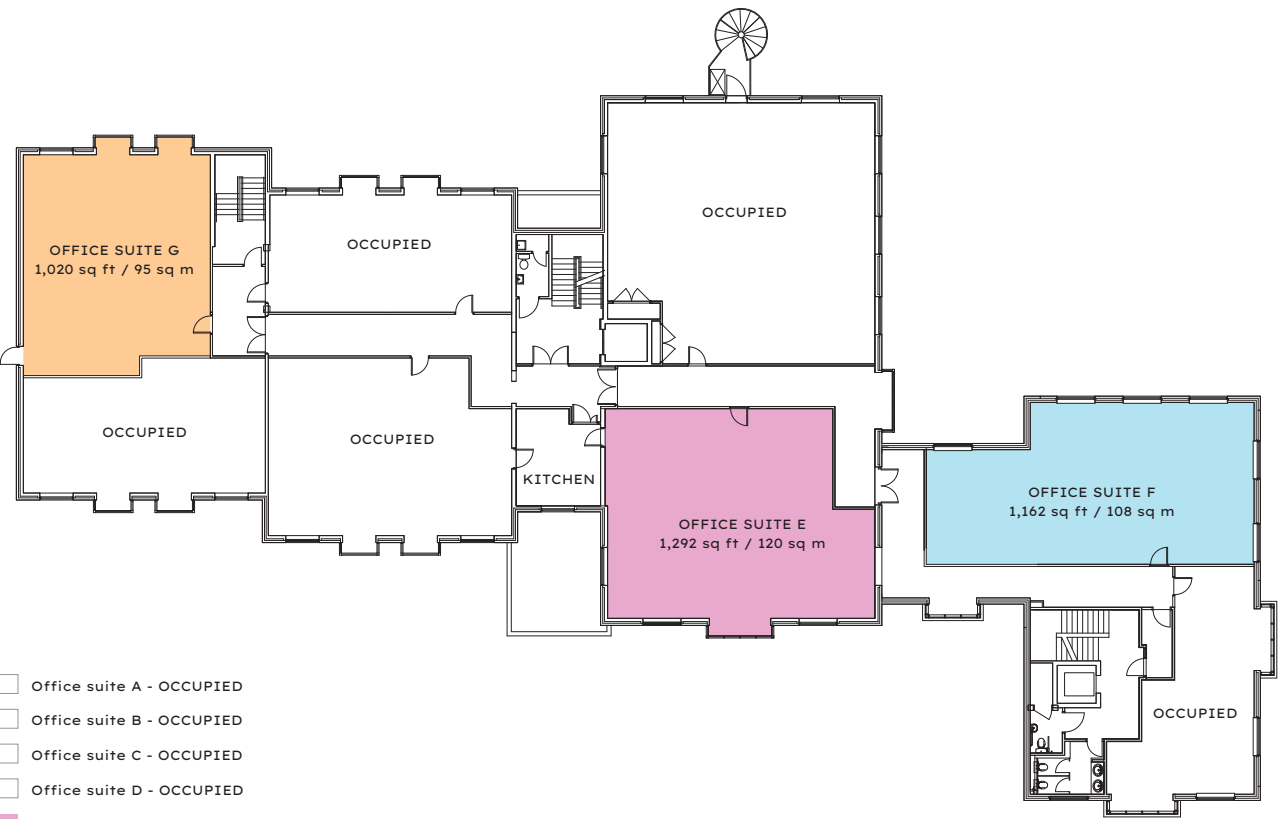 OCCUPIED
OCCUPIED
OFFICE SUITE G
1,020 sq ft / 95 sq m
OCCUPIED
OCCUPIED
KITCHEN
OFFICE SUITE E
1,292 sq ft / 120 sq m
OFFICE SUITE F
1,162 sq ft / 108 sq m
OCCUPIED
Office suite A - OCCUPIED
Office suite B - OCCUPIED
Office suite C - OCCUPIED
Office suite D - OCCUPIED